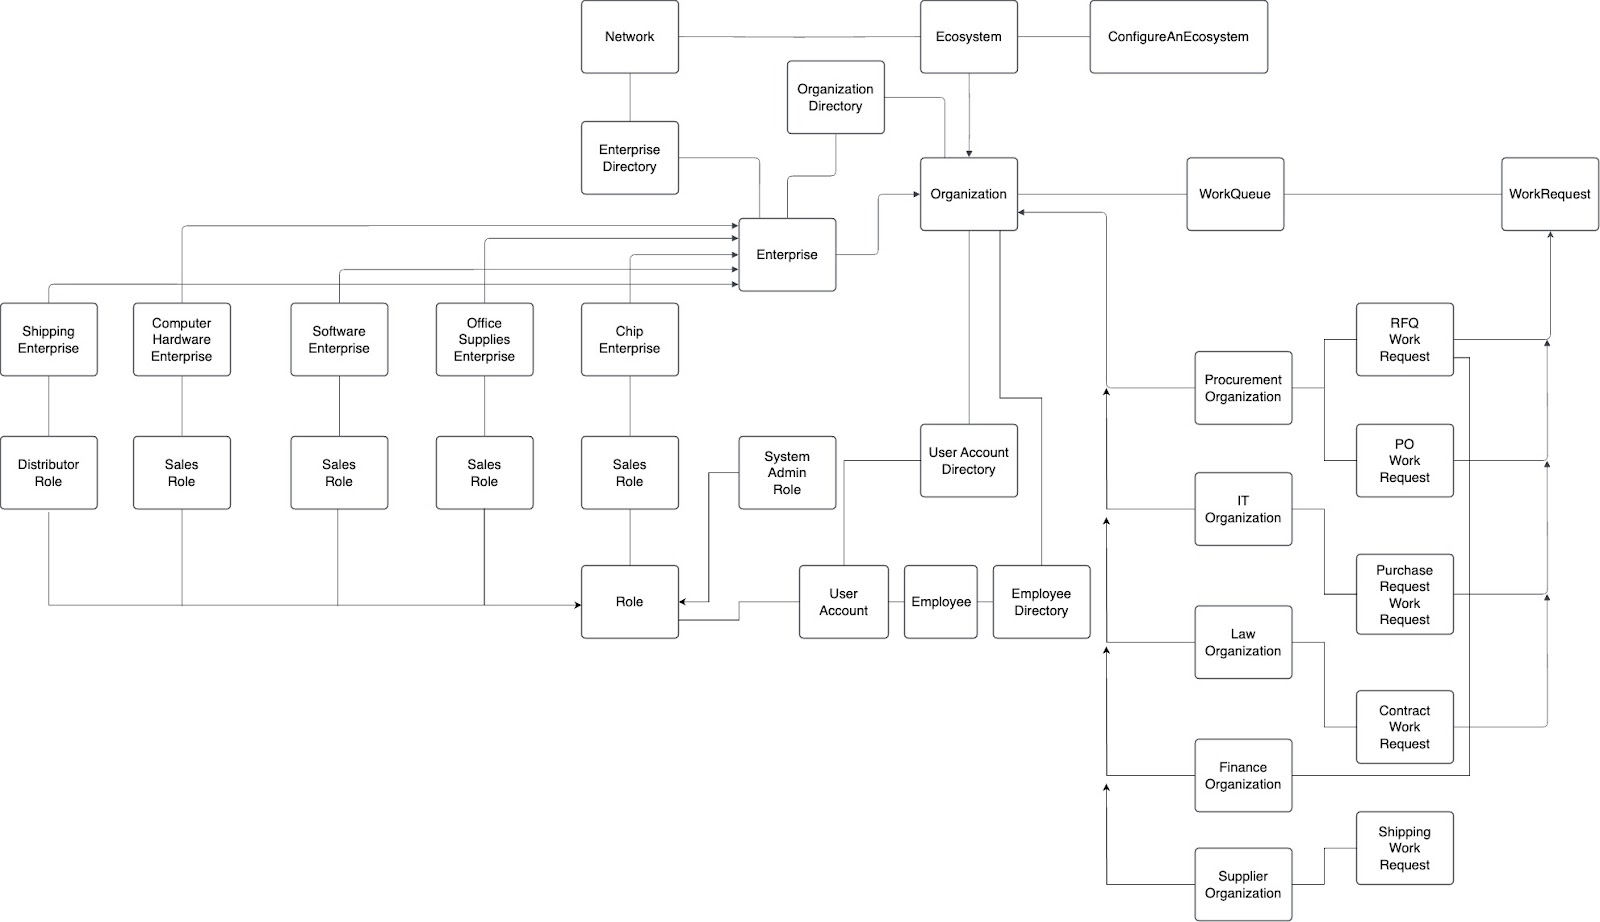 Network
Ecosystem
ConfigureAnEcosystem
Organization
Directory
Enterprise
Directory
Organization
WorkQueue
WorkRequest
Enterprise
Shipping
Enterprise
Computer
Hardware
Enterprise
Software
Enterprise
Office
Supplies
Enterprise
Chip
Enterprise
RFQ
Work
Request
Procurement
Organization
Distributor
Role
Sales
Role
Sales
Role
Sales
Role
Sales
Role
System
Admin
Role
User Account
Directory
PO
Work
Request
IT
Organization
Role
User
Account
Employee
Employee
Directory
Purchase
Request
Work
Request
Law
Organization
Contract
Work
Request
Finance
Organization
Shipping
Work
Request
Supplier
Organization